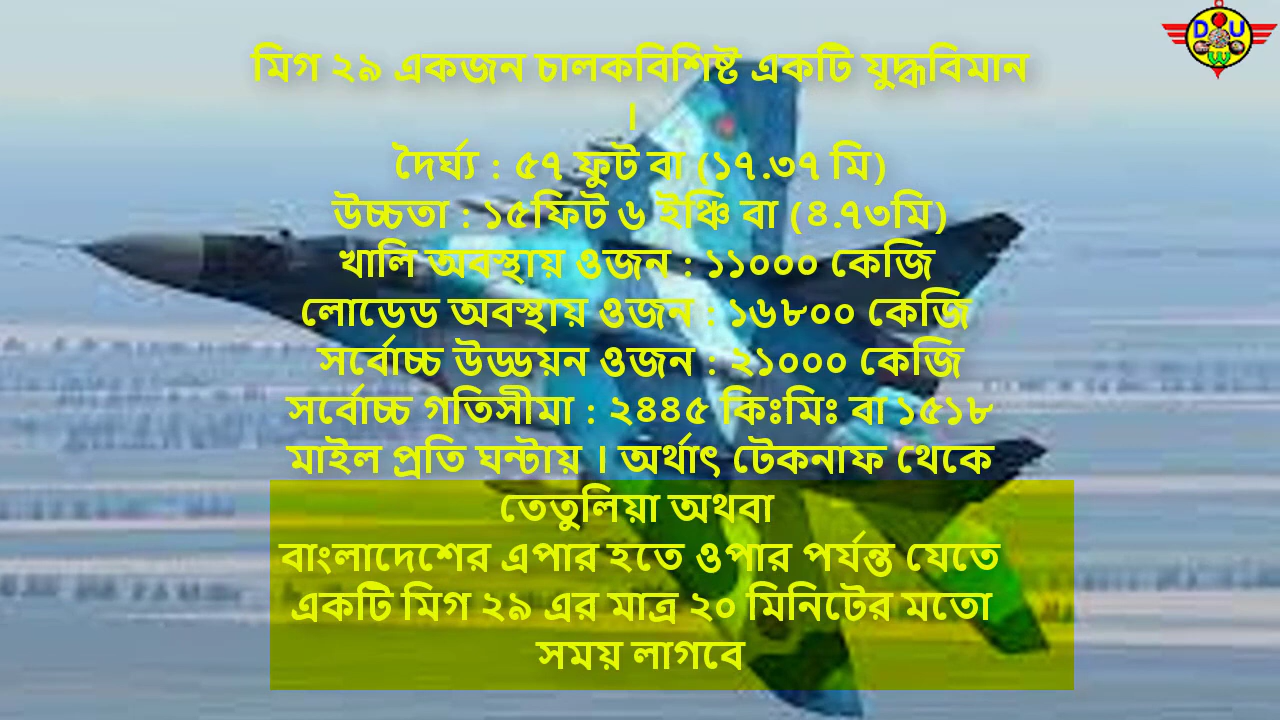 মিগ ২৯ একজন চালকবিশিষ্ট একটি যুদ্ধবিমান
।
দৈর্ঘ্য : ৫৭ ফুট বা (১৭.৩৭ মি)
উচ্চতা : ১৫ফিট ৬ ইঞ্চি বা (৪.৭৩মি)
খালি অবস্থায় ওজন : ১১০০০ কেজি
লোডেড অবস্থায় ওজন : ১৬৮০০ কেজি
সর্বোচ্চ উড্ডয়ন ওজন : ২১০০০ কেজি
সর্বোচ্চ গতিসীমা : ২৪৪৫ কিঃমিঃ বা ১৫১৮
মাইল প্রতি ঘন্টায় । অর্থাৎ টেকনাফ থেকে
তেতুলিয়া অথবা
বাংলাদেশের এপার হতে ওপার পর্যন্ত যেতে
একটি মিগ ২৯ এর মাত্র ২০ মিনিটের মতো
সময় লাগবে
D U
W